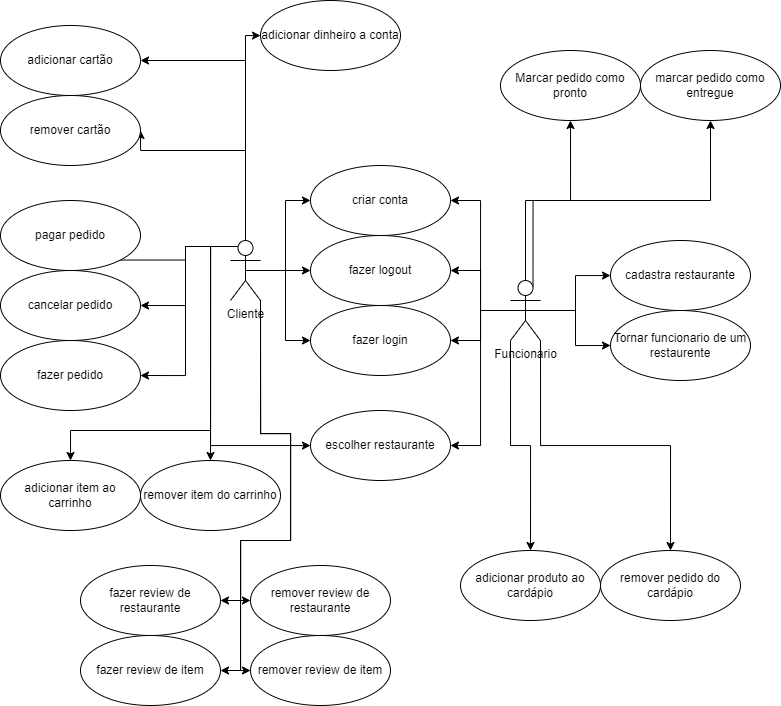 adicionar dinheiro a conta
adicionar cartão
Marcar pedido como
pronto
marcar pedido como
entregue
remover cartão
criar conta
pagar pedido
fazer logout
cadastra restaurante
cancelar pedido
Cliente
fazer login
Tornar funcionario de um
restaurente
Funcionario
fazer pedido
escolher restaurante
adicionar item ao
carrinho
remover item do carrinho
adicionar produto ao
cardápio
remover pedido do
cardápio
fazer review de
restaurante
remover review de
restaurante
fazer review de item
remover review de item